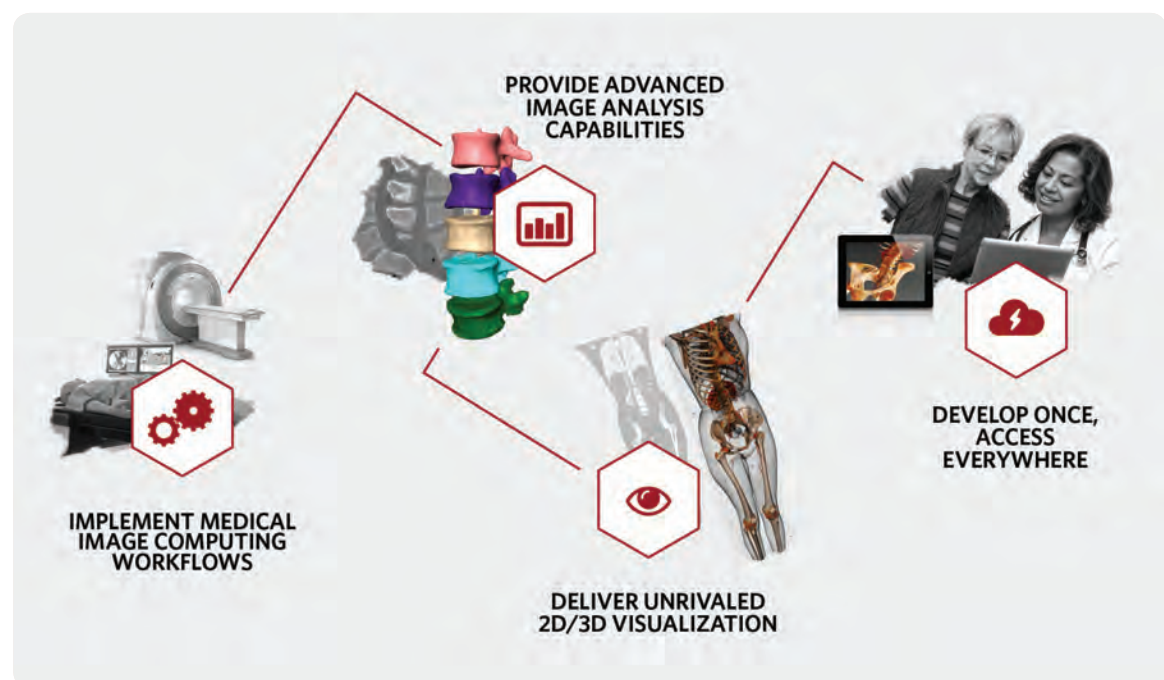 PROVIDE ADVANCED
IMAGE ANALYSIS
CAPABILITIES
DEVELOP ONCE,
ACCESS
EVERYWHERE
IMPLEMENT MEDICAL
IMAGE COMPUTING
WORKFLOWS
DELIVER UNRIVALED
2D/3D VISUALIZATION